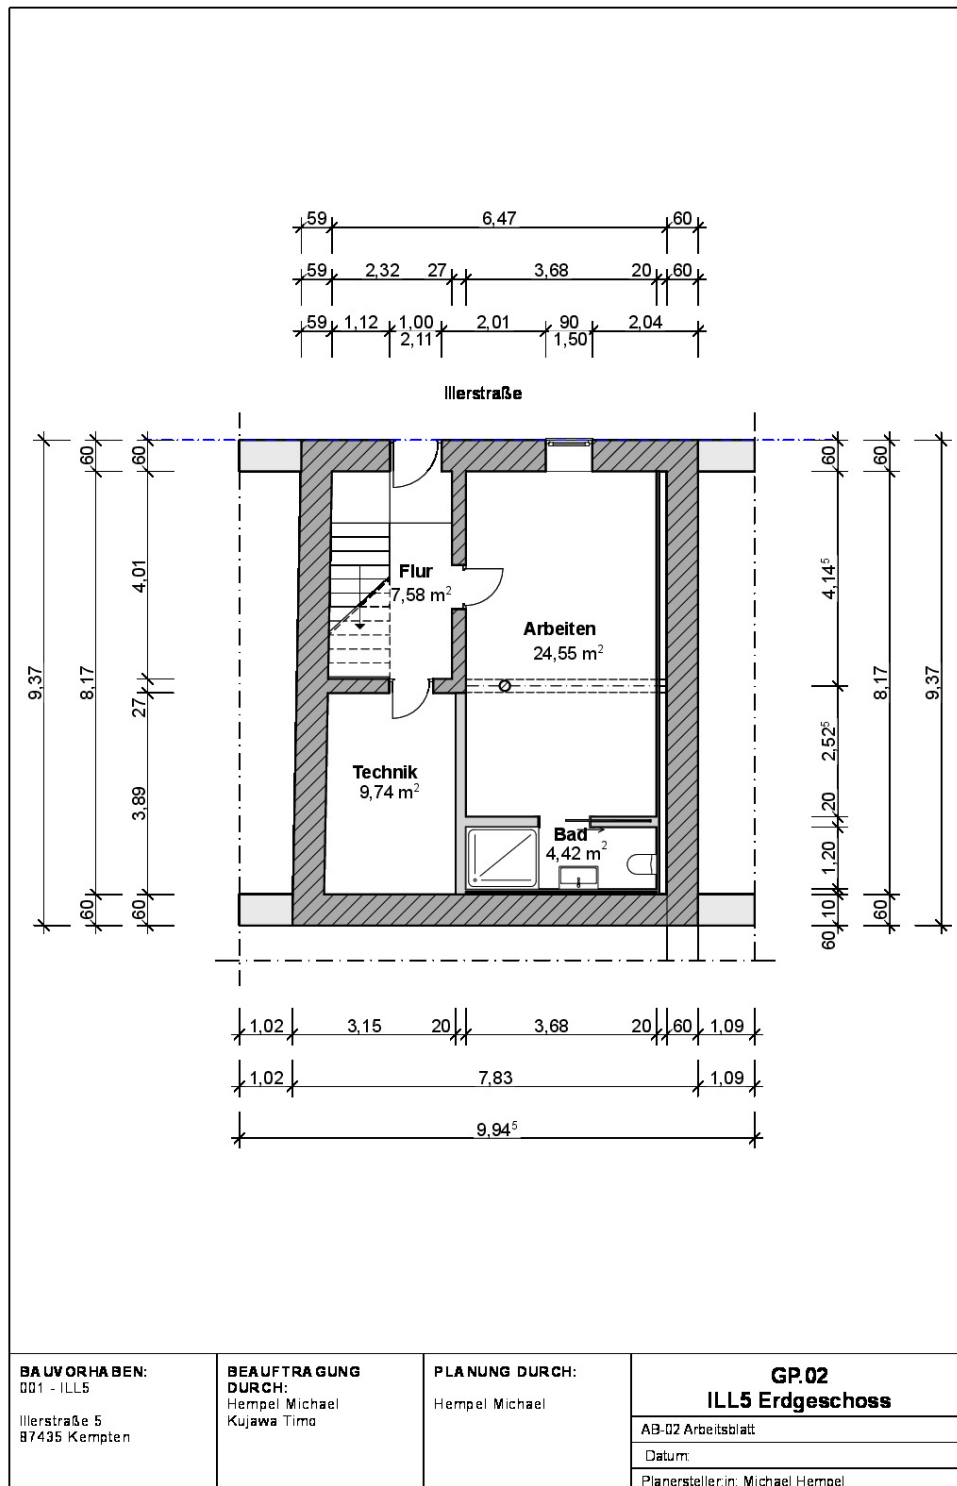 59 6,47 60
59 2,32 27 3,68 20 60
59 1,12 1,00 2,01 90 2,04
2,11 1,50
Illerstraße
60 60 60 60
9,37 8,17 4,01 27 3,89
60 60
Flur
7,58 m²
Arbeiten
24,55 m²
Technik
9,74 m²
Bad
4,42 m²
4,14⁵ 2,52⁵ 20 1,20 10 60
8,17 9,37
60
1,02 3,15 20 3,68 20 60 1,09
1,02 7,83 1,09
9,94⁵
BAUVORHABEN:
001 - ILL5
Illerstraße 5
87435 Kempten
BEAUFTRAGUNG
DURCH:
Hempel Michael
Kujawa Timo
PLANUNG DURCH:
Hempel Michael
GP.02
ILL5 Erdgeschoss
AB-02 Arbeitsblatt
Datum:
Planersteller:in: Michael Hempel